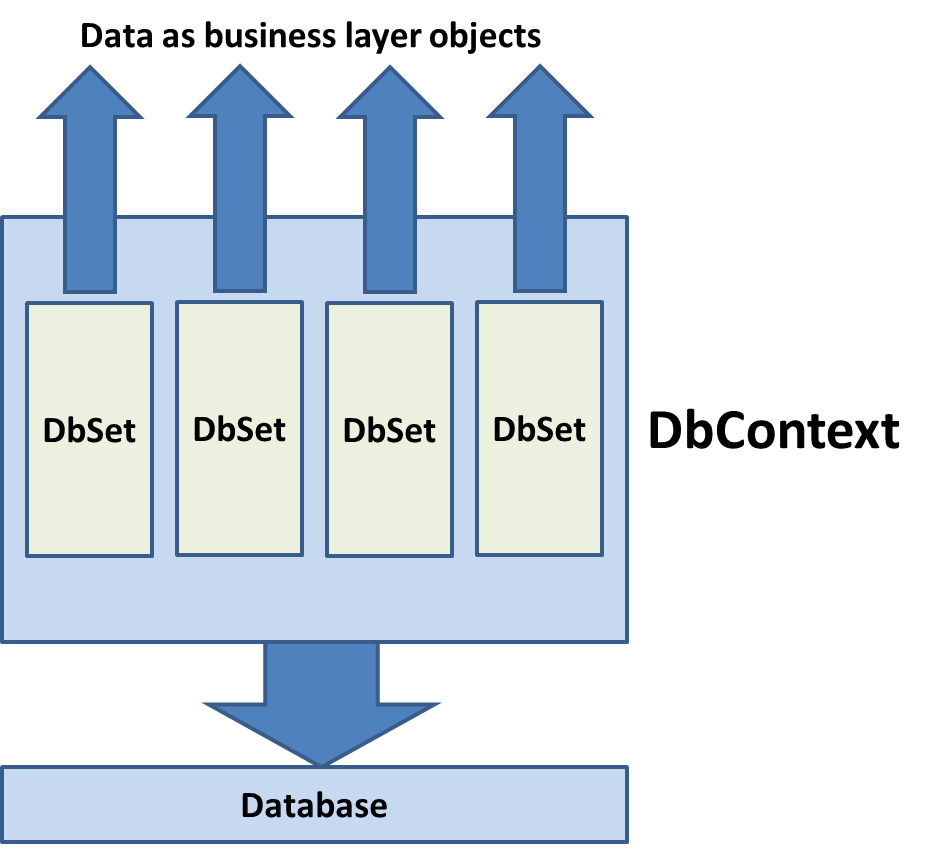 Data as business layer objects
DbSet
DbSet
DbSet
DbSet
DbContext
Database